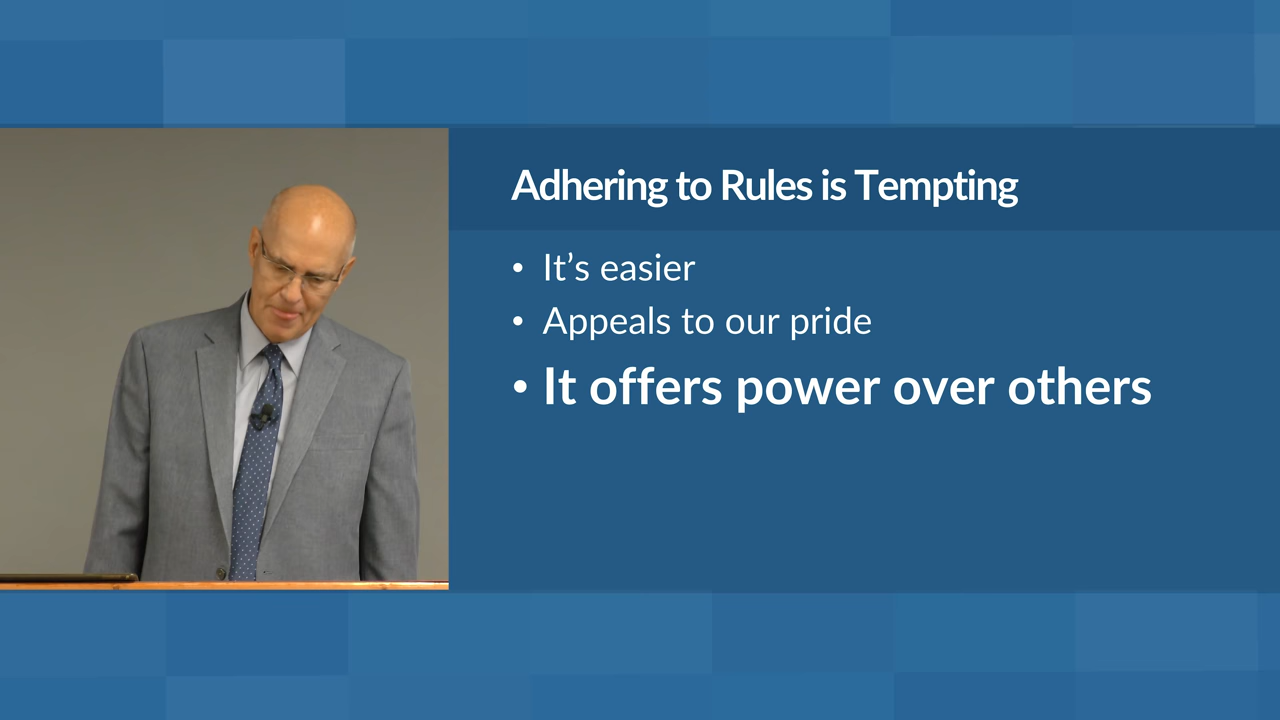 Adhering to Rules is Tempting
• It’s easier
• Appeals to our pride
• It offers power over others